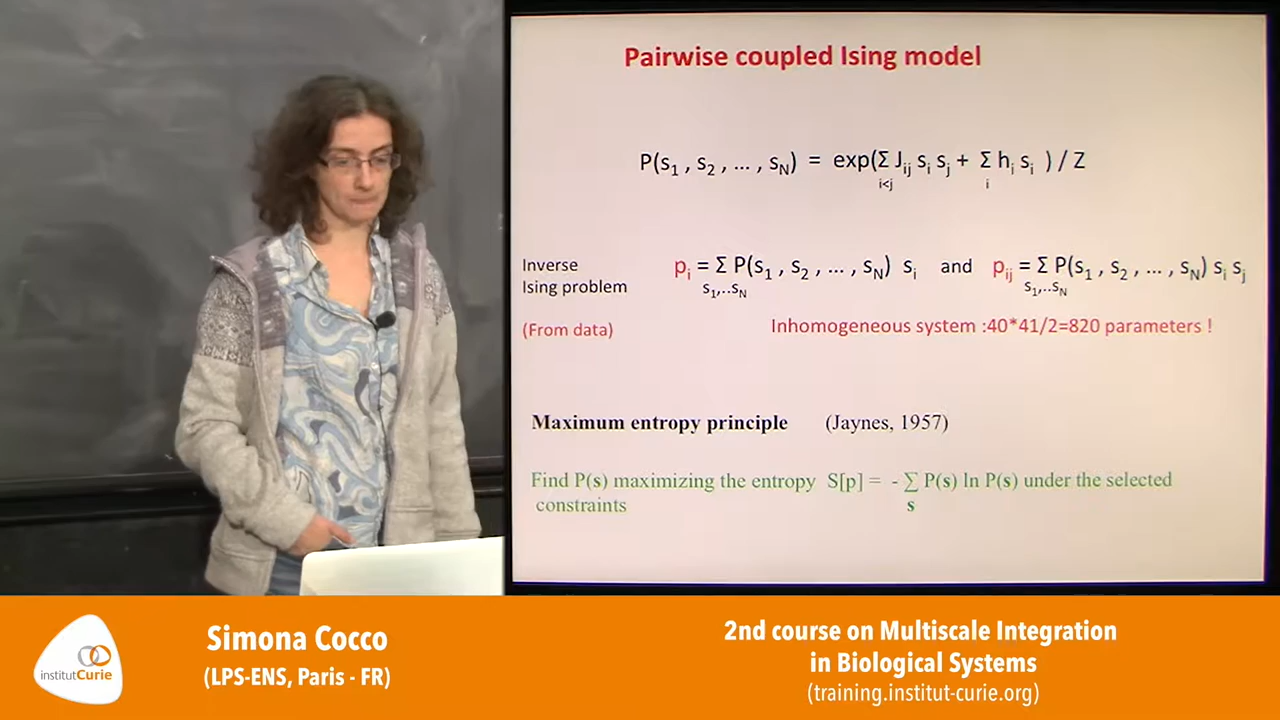 Pairwise coupled Ising model
P(s1 , s2 , ... , sN) = exp(Σ Jij si sj + Σ hi si ) / Z
i<j i
Inverse
Ising problem
pi = Σ P(s1 , s2 , ... , sN) si and pij = Σ P(s1 , s2 , ... , sN) si sj
s1,..sN s1,..sN
(From data)
Inhomogeneous system :40*41/2=820 parameters !
Maximum entropy principle (Jaynes, 1957)
Find P(s) maximizing the entropy S[p] = - Σ P(s) ln P(s) under the selected
s
constraints
institutCurie
Simona Cocco
(LPS-ENS, Paris - FR)
2nd course on Multiscale Integration
in Biological Systems
(training.institut-curie.org)